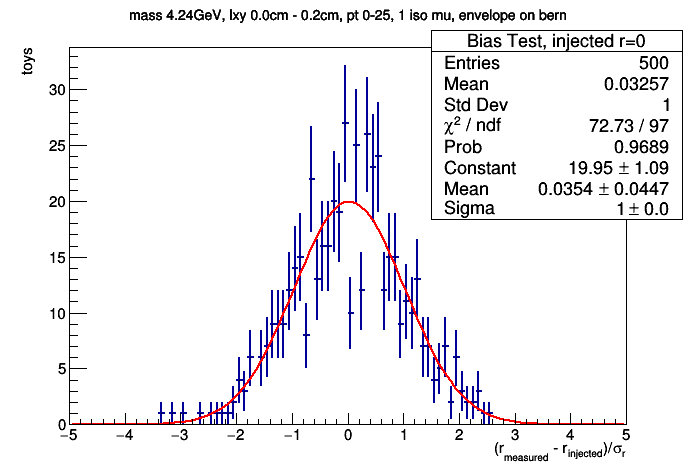 mass 4.24GeV, lxy 0.0cm - 0.2cm, pt 0-25, 1 iso mu, envelope on bern
toys
Bias Test, injected r=0
Entries 500
Mean 0.03257
Std Dev 1
χ² / ndf 72.73 / 97
Prob 0.9689
Constant 19.95 ± 1.09
Mean 0.0354 ± 0.0447
Sigma 1 ± 0.0
30
25
20
15
10
5
0
−5 −4 −3 −2 −1 0 1 2 3 4 5
(r_measured - r_injected)/σ_r